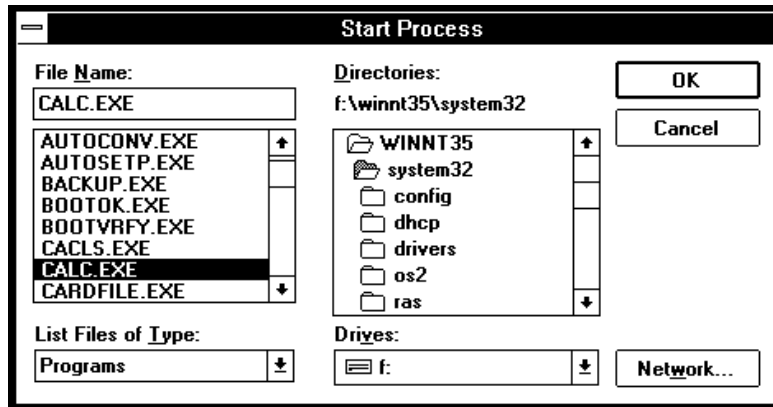 Start Process
File Name:
CALC.EXE
AUTOCONV.EXE
AUTOSETP.EXE
BACKUP.EXE
BOOTOK.EXE
BOOTVRFY.EXE
CACLS.EXE
CALC.EXE
CARDFILE.EXE
List Files of Type:
Programs
Directories:
f:\winnt35\system32
WINNT35
system32
config
dhcp
drivers
os2
ras
Drives:
f:
OK
Cancel
Network...